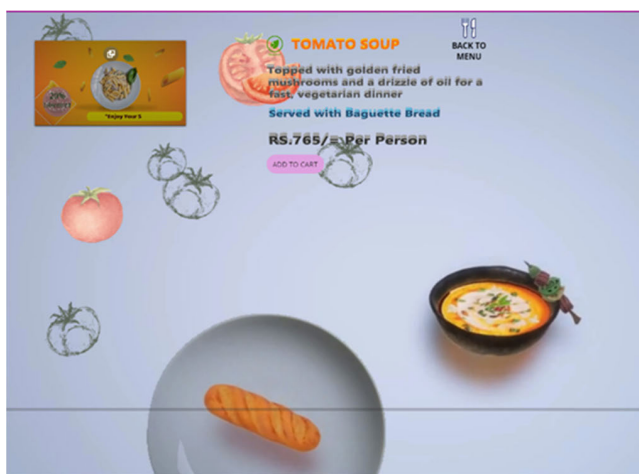 TOMATO SOUP
BACK TO
MENU
Topped with golden fried
mushrooms and a drizzle of oil for a
fast, vegetarian dinner
Served with Baguette Bread
RS.765/= Per Person
ADD TO CART
25%
"Enjoy Your S